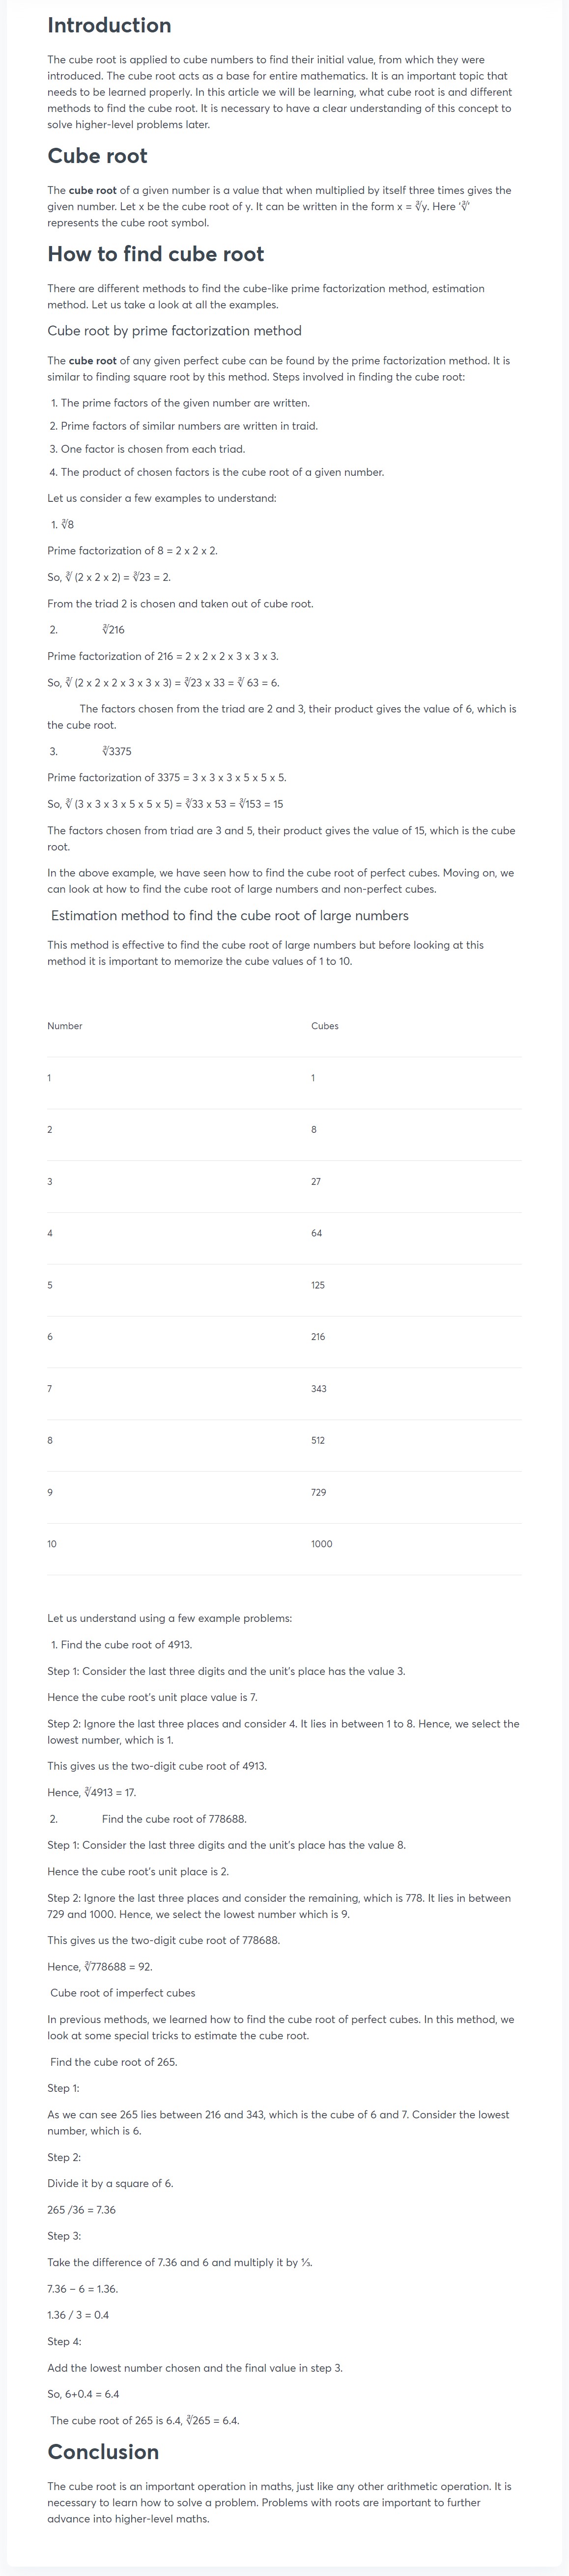 Introduction
The cube root is applied to cube numbers to find their initial value, from which they were
introduced. The cube root acts as a base for entire mathematics. It is an important topic that
needs to be learned properly. In this article we will be learning, what cube root is and different
methods to find the cube root. It is necessary to have a clear understanding of this concept to
solve higher-level problems later.
Cube root
The cube root of a given number is a value that when multiplied by itself three times gives the
given number. Let x be the cube root of y. It can be written in the form x = ∛y. Here ‘∛’
represents the cube root symbol.
How to find cube root
There are different methods to find the cube-like prime factorization method, estimation
method. Let us take a look at all the examples.
Cube root by prime factorization method
The cube root of any given perfect cube can be found by the prime factorization method. It is
similar to finding square root by this method. Steps involved in finding the cube root:
1. The prime factors of the given number are written.
2. Prime factors of similar numbers are written in traid.
3. One factor is chosen from each triad.
4. The product of chosen factors is the cube root of a given number.
Let us consider a few examples to understand:
1. ∛8
Prime factorization of 8 = 2 x 2 x 2.
So, ∛ (2 x 2 x 2) = ∛23 = 2.
From the triad 2 is chosen and taken out of cube root.
2. ∛216
Prime factorization of 216 = 2 x 2 x 2 x 3 x 3 x 3.
So, ∛ (2 x 2 x 2 x 3 x 3 x 3) = ∛23 x 33 = ∛ 63 = 6.
The factors chosen from the triad are 2 and 3, their product gives the value of 6, which is
the cube root.
3. ∛3375
Prime factorization of 3375 = 3 x 3 x 3 x 5 x 5 x 5.
So, ∛ (3 x 3 x 3 x 5 x 5 x 5) = ∛33 x 53 = ∛153 = 15
The factors chosen from triad are 3 and 5, their product gives the value of 15, which is the cube
root.
In the above example, we have seen how to find the cube root of perfect cubes. Moving on, we
can look at how to find the cube root of large numbers and non-perfect cubes.
Estimation method to find the cube root of large numbers
This method is effective to find the cube root of large numbers but before looking at this
method it is important to memorize the cube values of 1 to 10.
Number Cubes
1 1
2 8
3 27
4 64
5 125
6 216
7 343
8 512
9 729
10 1000
Let us understand using a few example problems:
1. Find the cube root of 4913.
Step 1: Consider the last three digits and the unit’s place has the value 3.
Hence the cube root’s unit place value is 7.
Step 2: Ignore the last three places and consider 4. It lies in between 1 to 8. Hence, we select the
lowest number, which is 1.
This gives us the two-digit cube root of 4913.
Hence, ∛4913 = 17.
2. Find the cube root of 778688.
Step 1: Consider the last three digits and the unit’s place has the value 8.
Hence the cube root’s unit place is 2.
Step 2: Ignore the last three places and consider the remaining, which is 778. It lies in between
729 and 1000. Hence, we select the lowest number which is 9.
This gives us the two-digit cube root of 778688.
Hence, ∛778688 = 92.
Cube root of imperfect cubes
In previous methods, we learned how to find the cube root of perfect cubes. In this method, we
look at some special tricks to estimate the cube root.
Find the cube root of 265.
Step 1:
As we can see 265 lies between 216 and 343, which is the cube of 6 and 7. Consider the lowest
number, which is 6.
Step 2:
Divide it by a square of 6.
265 /36 = 7.36
Step 3:
Take the difference of 7.36 and 6 and multiply it by ⅓.
7.36 – 6 = 1.36.
1.36 / 3 = 0.4
Step 4:
Add the lowest number chosen and the final value in step 3.
So, 6+0.4 = 6.4
The cube root of 265 is 6.4, ∛265 = 6.4.
Conclusion
The cube root is an important operation in maths, just like any other arithmetic operation. It is
necessary to learn how to solve a problem. Problems with roots are important to further
advance into higher-level maths.